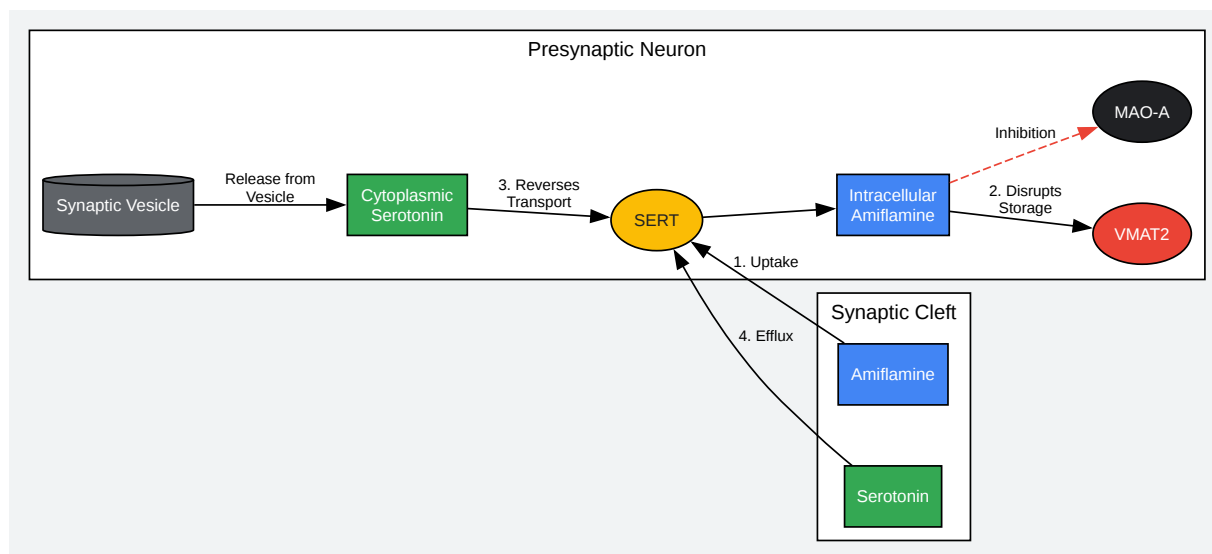 Presynaptic Neuron
MAO-A
Inhibition
Synaptic Vesicle
Release from
Vesicle
Cytoplasmic
Serotonin
3. Reverses
Transport
SERT
Intracellular
Amiflamine
2. Disrupts
Storage
VMAT2
1. Uptake
Synaptic Cleft
4. Efflux
Amiflamine
Serotonin